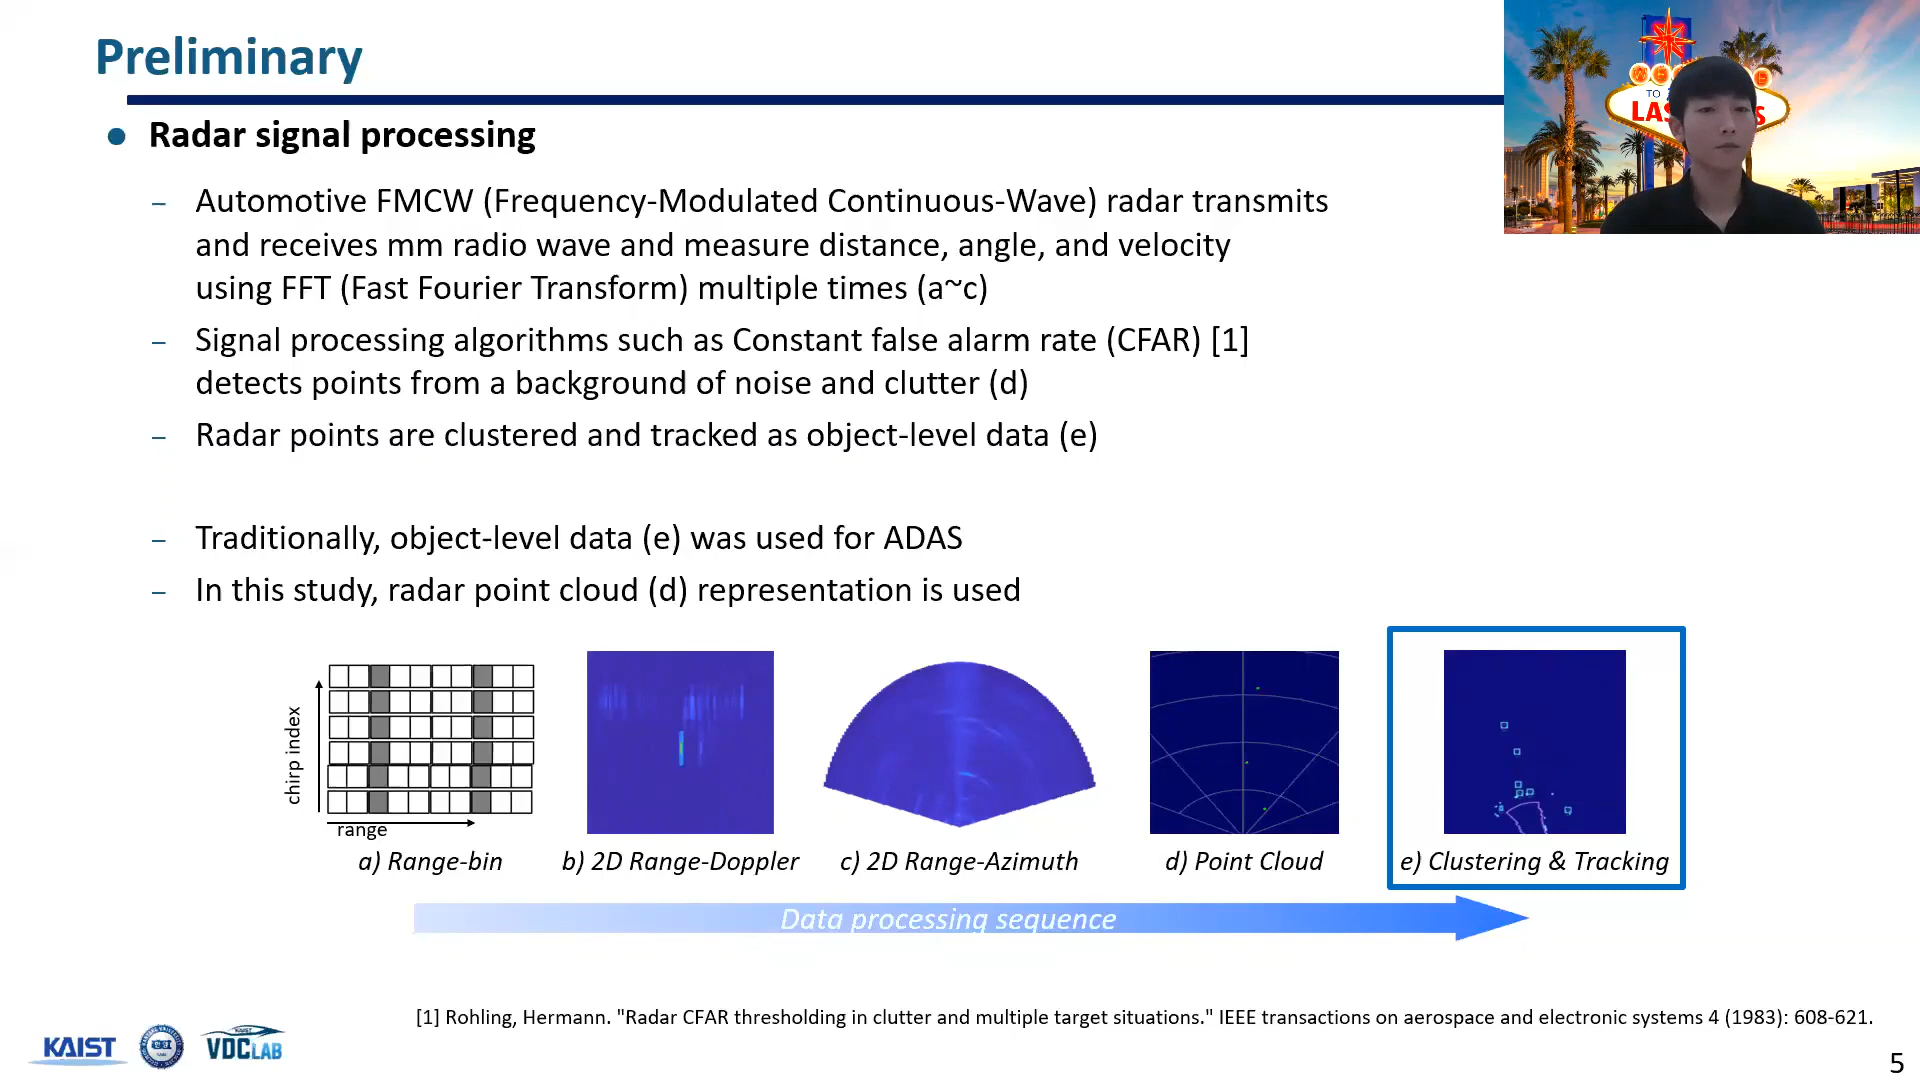 Preliminary
Radar signal processing
– Automotive FMCW (Frequency-Modulated Continuous-Wave) radar transmits
and receives mm radio wave and measure distance, angle, and velocity
using FFT (Fast Fourier Transform) multiple times (a~c)
– Signal processing algorithms such as Constant false alarm rate (CFAR) [1]
detects points from a background of noise and clutter (d)
– Radar points are clustered and tracked as object-level data (e)
– Traditionally, object-level data (e) was used for ADAS
– In this study, radar point cloud (d) representation is used
chirp index
range
a) Range-bin
b) 2D Range-Doppler
c) 2D Range-Azimuth
d) Point Cloud
e) Clustering & Tracking
Data processing sequence
[1] Rohling, Hermann. "Radar CFAR thresholding in clutter and multiple target situations." IEEE transactions on aerospace and electronic systems 4 (1983): 608-621.
KAIST
KAIST
VDCLAB
5
TO